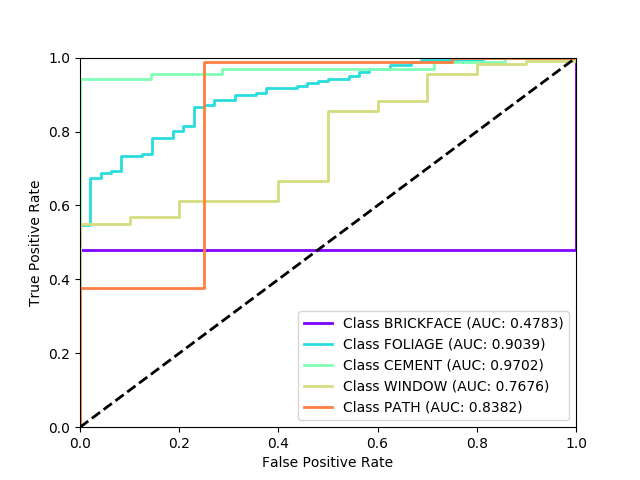 1.0
0.8
0.6
0.4
0.2
0.0
True Positive Rate
0.0 0.2 0.4 0.6 0.8 1.0
False Positive Rate
Class BRICKFACE (AUC: 0.4783)
Class FOLIAGE (AUC: 0.9039)
Class CEMENT (AUC: 0.9702)
Class WINDOW (AUC: 0.7676)
Class PATH (AUC: 0.8382)